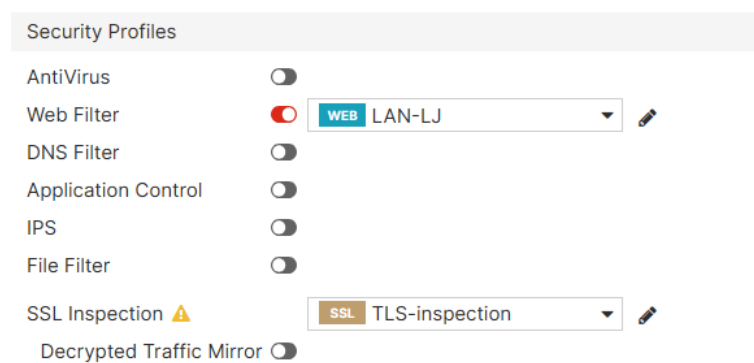 Security Profiles
AntiVirus
Web Filter WEB LAN-LJ
DNS Filter
Application Control
IPS
File Filter
SSL Inspection SSL TLS-inspection
Decrypted Traffic Mirror